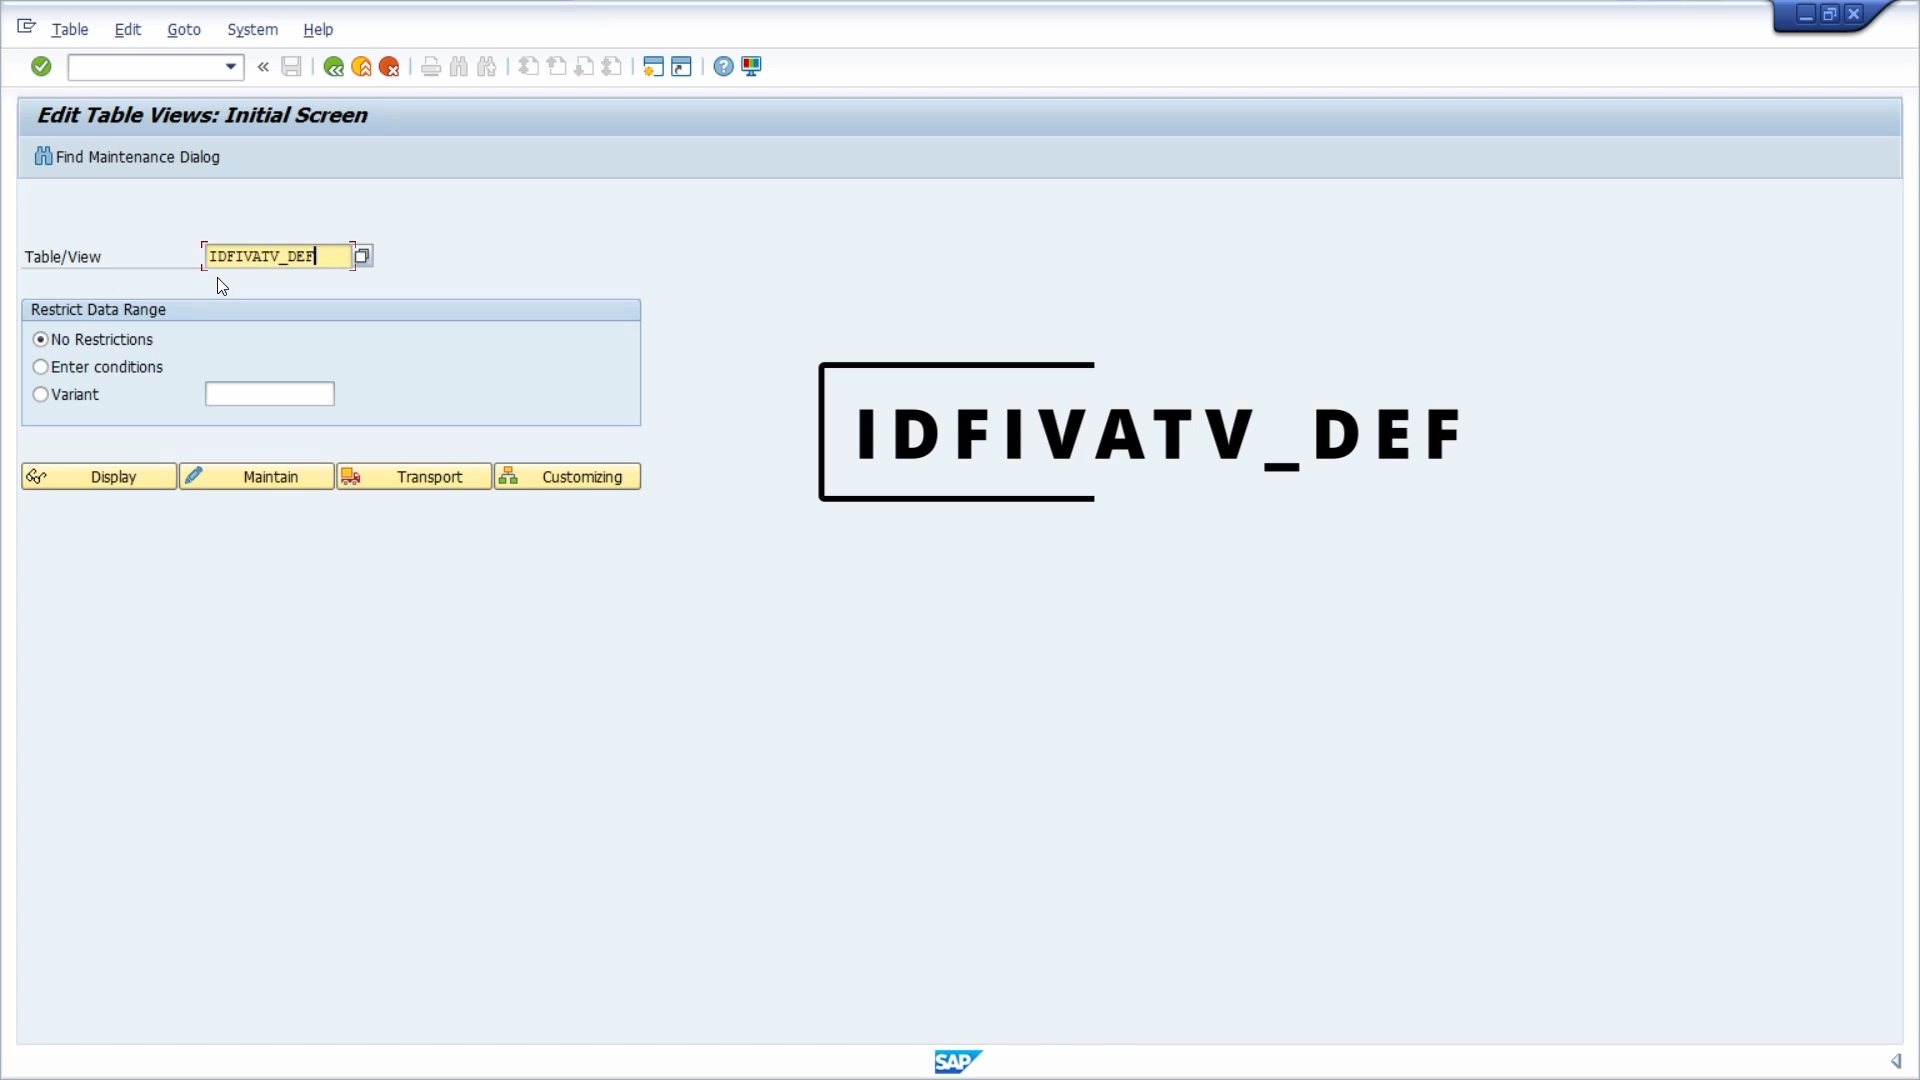 Table Edit Goto System Help
Edit Table Views: Initial Screen
Find Maintenance Dialog
Table/View IDFIVATV_DEF
Restrict Data Range
No Restrictions
Enter conditions
Variant
IDFIVATV_DEF
Display Maintain Transport Customizing
SAP